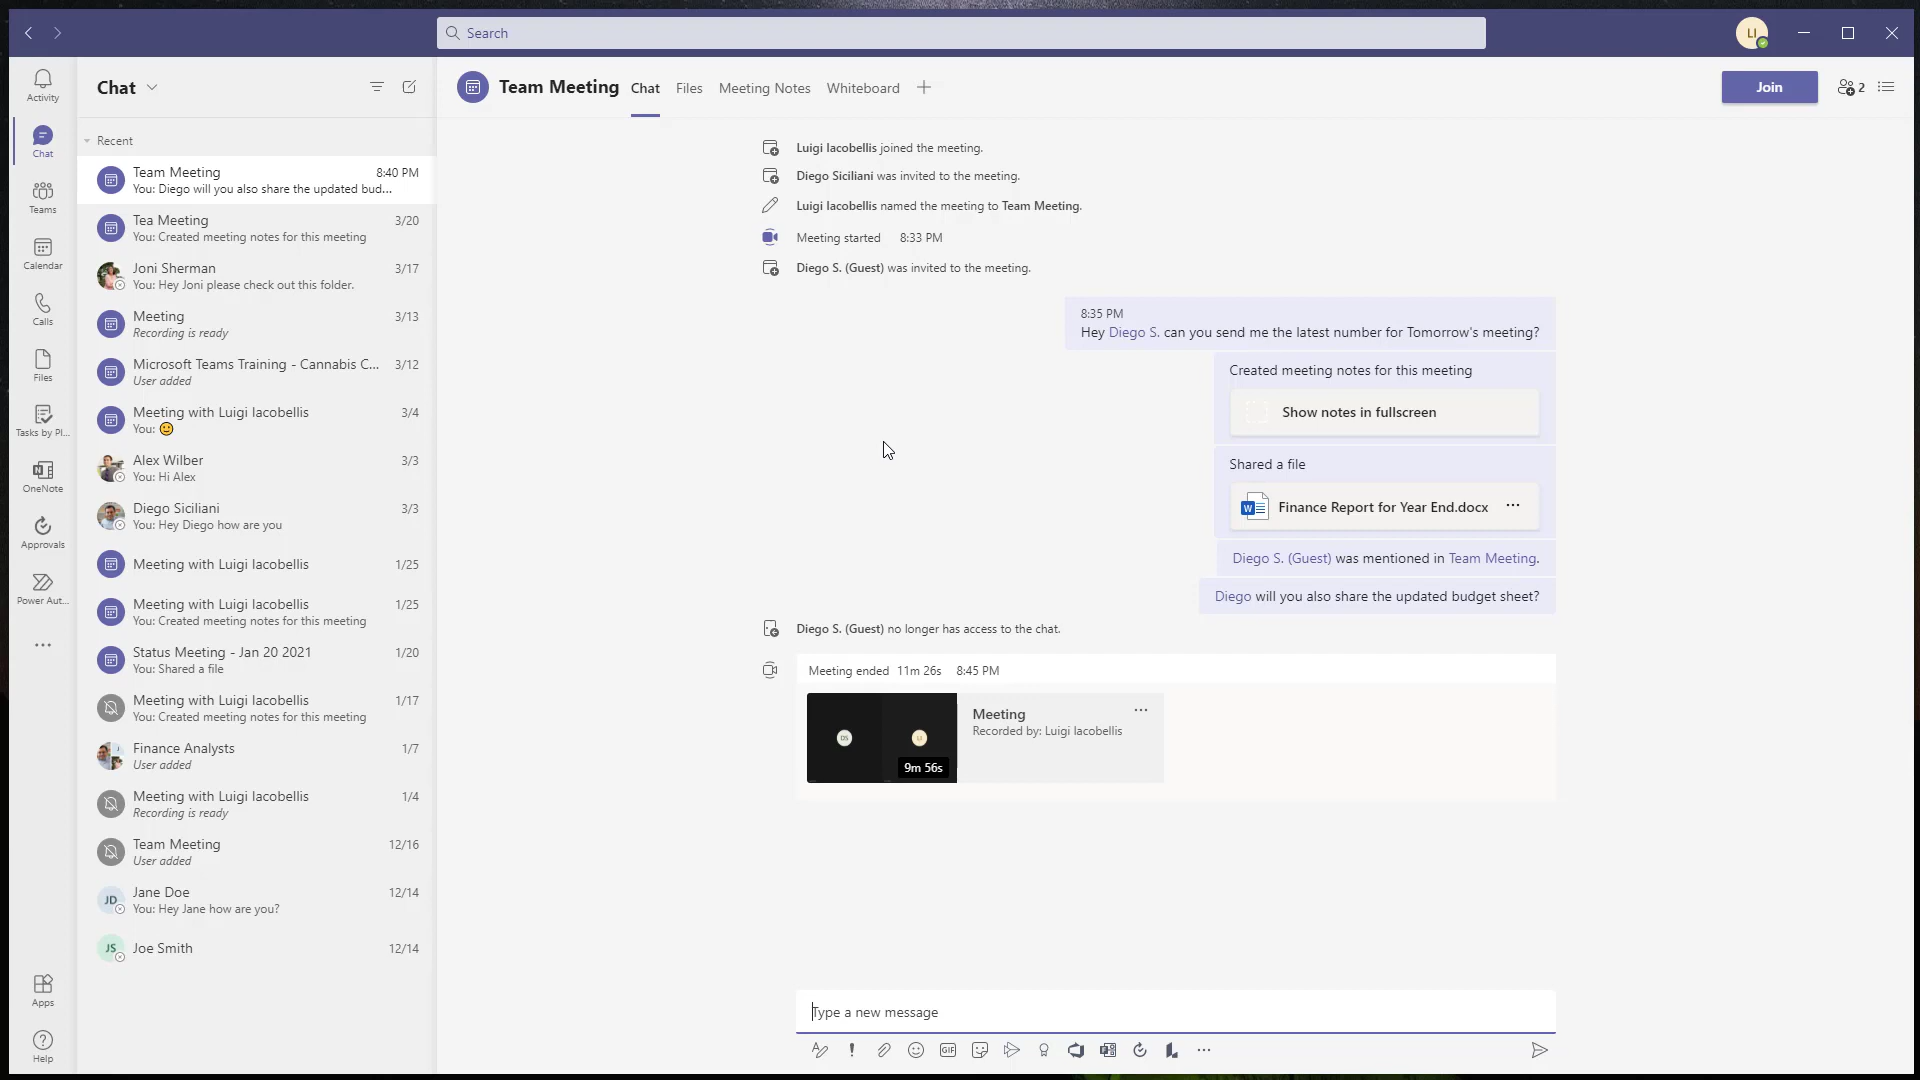 Search
LI
Activity
Chat
Teams
Calendar
Calls
Files
Tasks by Pl...
OneNote
Approvals
Power Aut...
Apps
Help
Chat
Recent
Team Meeting 8:40 PM
You: Diego will you also share the updated bud...
Tea Meeting 3/20
You: Created meeting notes for this meeting
Joni Sherman 3/17
You: Hey Joni please check out this folder.
Meeting 3/13
Recording is ready
Microsoft Teams Training - Cannabis C... 3/12
User added
Meeting with Luigi Iacobellis 3/4
You: 🙂
Alex Wilber 3/3
You: Hi Alex
Diego Siciliani 3/3
You: Hey Diego how are you
Meeting with Luigi Iacobellis 1/25
Meeting with Luigi Iacobellis 1/25
You: Created meeting notes for this meeting
Status Meeting - Jan 20 2021 1/20
You: Shared a file
Meeting with Luigi Iacobellis 1/17
You: Created meeting notes for this meeting
Finance Analysts 1/7
User added
Meeting with Luigi Iacobellis 1/4
Recording is ready
Team Meeting 12/16
User added
JD Jane Doe 12/14
You: Hey Jane how are you?
JS Joe Smith 12/14
Team Meeting Chat Files Meeting Notes Whiteboard
Join 2
Luigi Iacobellis joined the meeting.
Diego Siciliani was invited to the meeting.
Luigi Iacobellis named the meeting to Team Meeting.
Meeting started 8:33 PM
Diego S. (Guest) was invited to the meeting.
8:35 PM
Hey Diego S. can you send me the latest number for Tomorrow's meeting?
Created meeting notes for this meeting
Show notes in fullscreen
Shared a file
W Finance Report for Year End.docx ...
Diego S. (Guest) was mentioned in Team Meeting.
Diego will you also share the updated budget sheet?
Diego S. (Guest) no longer has access to the chat.
Meeting ended 11m 26s 8:45 PM
DS LI
9m 56s
Meeting ...
Recorded by: Luigi Iacobellis
Type a new message
GIF